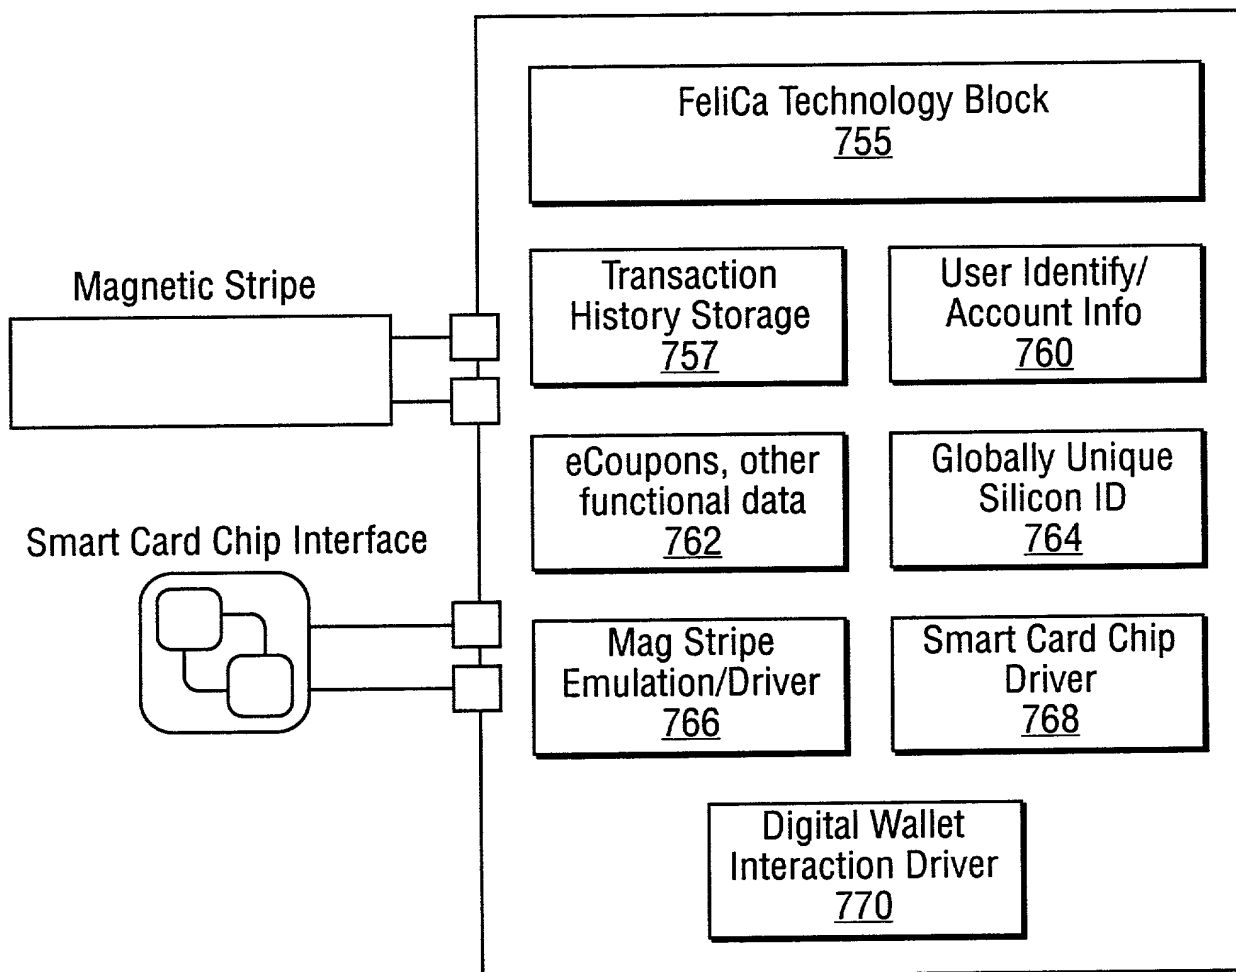 FeliCa Technology Block
755
Magnetic Stripe
Transaction
History Storage
757
User Identify/
Account Info
760
eCoupons, other
functional data
762
Globally Unique
Silicon ID
764
Smart Card Chip Interface
Mag Stripe
Emulation/Driver
766
Smart Card Chip
Driver
768
Digital Wallet
Interaction Driver
770